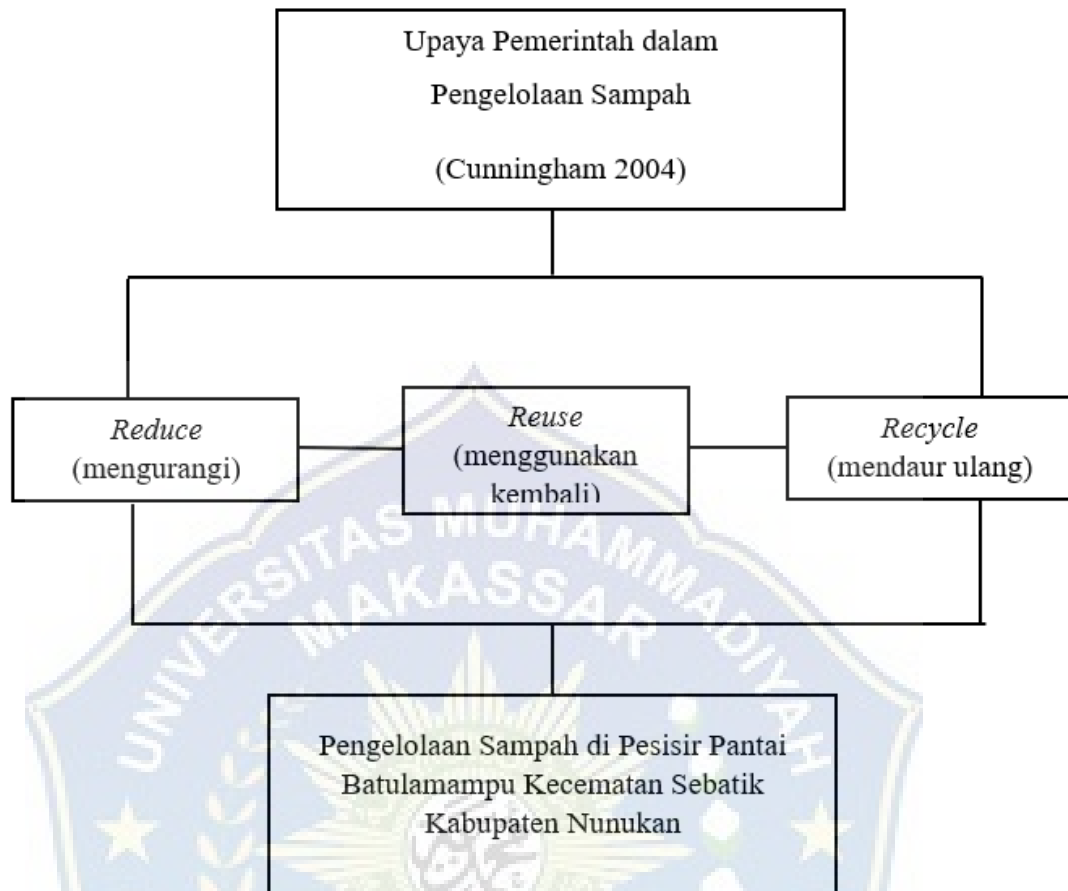 Upaya Pemerintah dalam
Pengelolaan Sampah
(Cunningham 2004)
Reduce
(mengurangi)
Reuse
(menggunakan
kembali)
Recycle
(mendaur ulang)
UNIVERSITAS MUHAMMADIYAH
MAKASSAR
Pengelolaan Sampah di Pesisir Pantai
Batulamampu Kecematan Sebatik
Kabupaten Nunukan